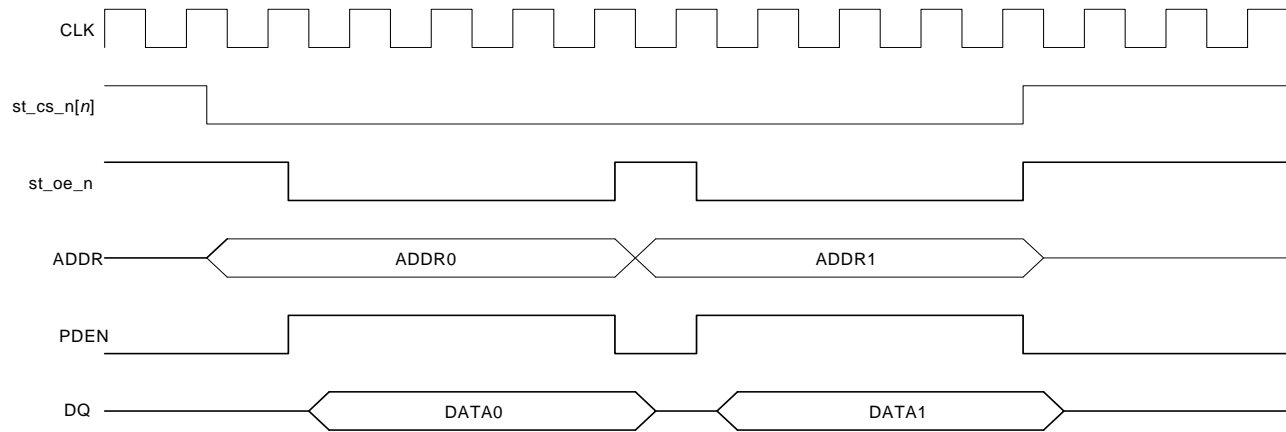 CLK
st_cs_n[n]
st_oe_n
ADDR ADDR0 ADDR1
PDEN
DQ DATA0 DATA1